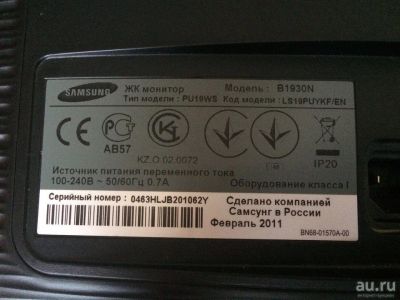 SAMSUNG ЖК монитор Модель : B1930N
Тип модели : PU19WS Код модели : LS19PUYKF/EN
АВ57
KZ.O.02.0072
IP20
Источник питания переменного тока
100-240В ~ 50/60Гц 0.7А Оборудование класса I
Серийный номер : 0463HLJB201062Y
Сделано компанией
Самсунг в России
Февраль 2011
BN68-01570A-00
au.ru